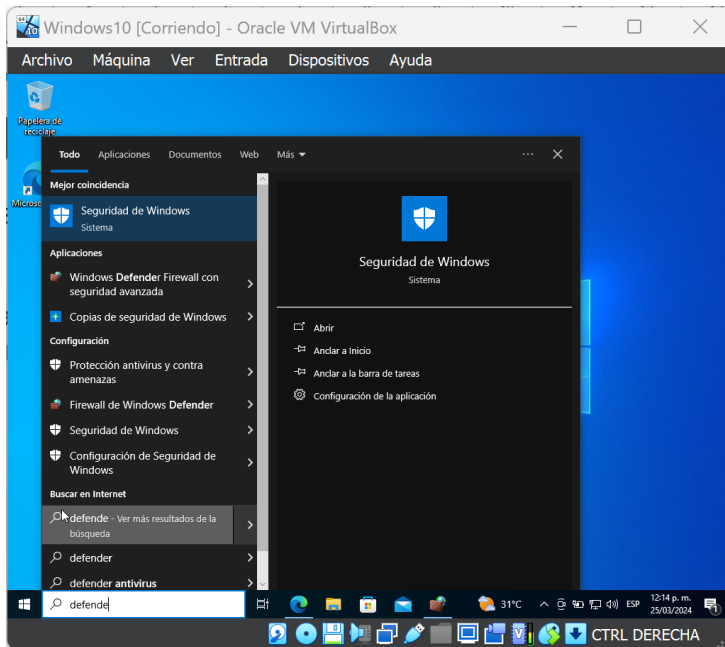 Windows10 [Corriendo] - Oracle VM VirtualBox
Archivo Máquina Ver Entrada Dispositivos Ayuda
Papelera de
reciclaje
Todo Aplicaciones Documentos Web Más
Mejor coincidencia
Seguridad de Windows
Sistema
Aplicaciones
Windows Defender Firewall con
seguridad avanzada
Copias de seguridad de Windows
Configuración
Protección antivirus y contra
amenazas
Firewall de Windows Defender
Seguridad de Windows
Configuración de Seguridad de
Windows
Buscar en Internet
defende - Ver más resultados de la
búsqueda
defender
defender antivirus
Seguridad de Windows
Sistema
Abrir
Anclar a Inicio
Anclar a la barra de tareas
Configuración de la aplicación
defende
31°C
ESP
12:14 p. m.
25/03/2024
CTRL DERECHA